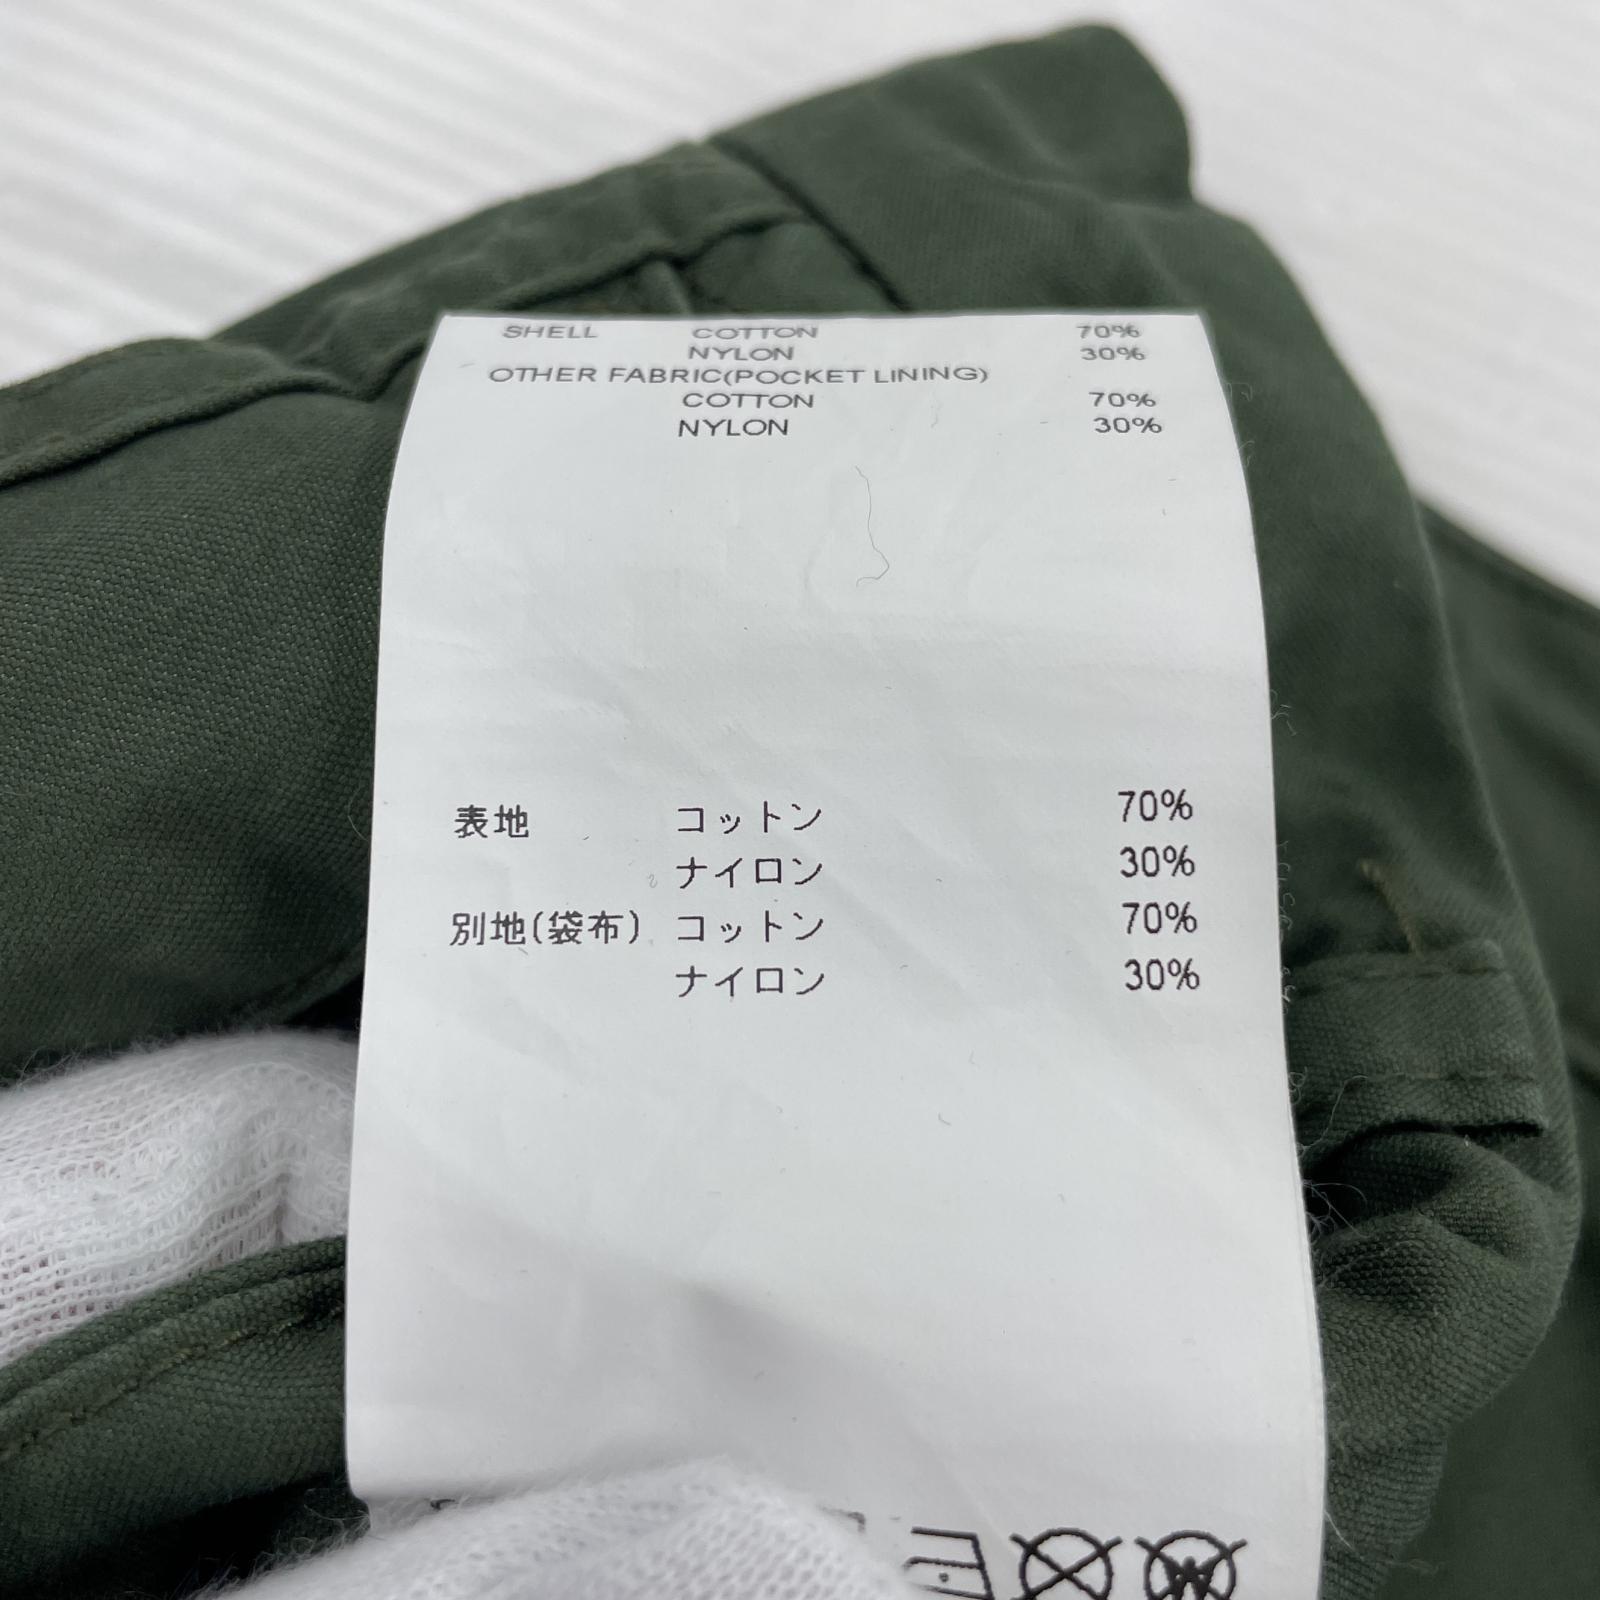 SHELL COTTON 70%
NYLON 30%
OTHER FABRIC(POCKET LINING)
COTTON 70%
NYLON 30%
表地 コットン 70%
ナイロン 30%
別地(袋布) コットン 70%
ナイロン 30%
W